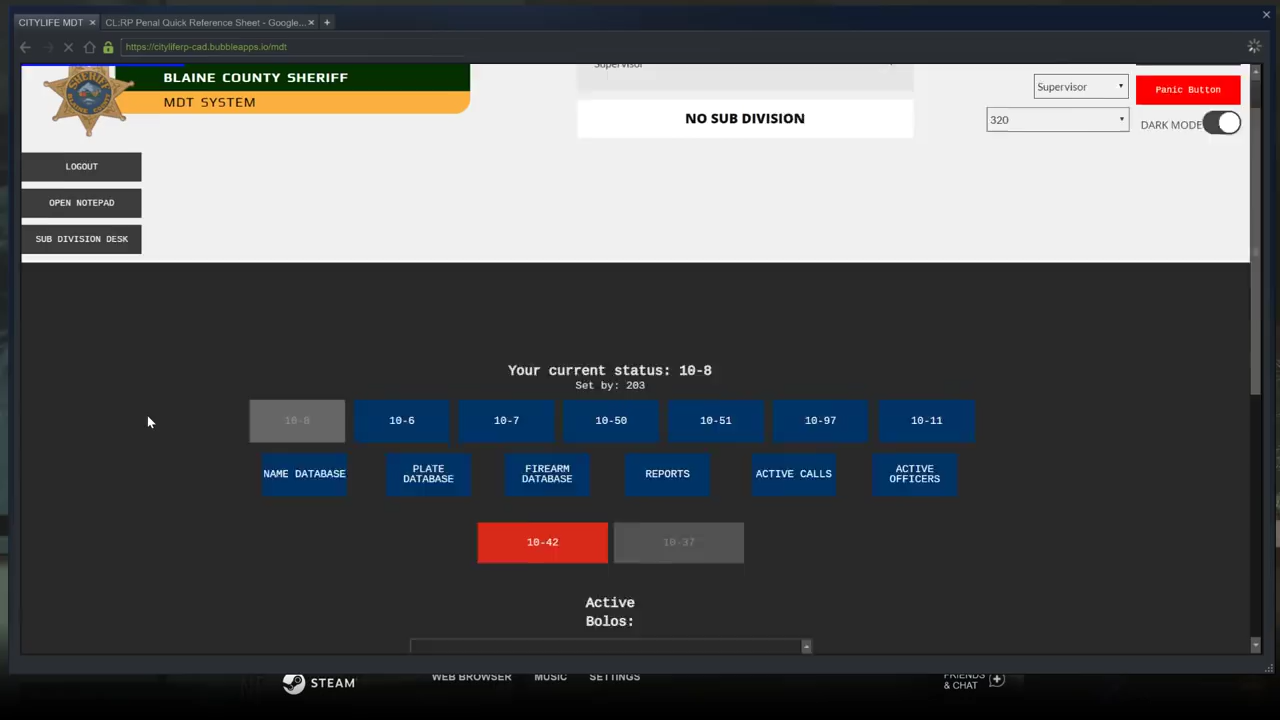 CITYLIFE MDT
CL:RP Penal Quick Reference Sheet - Google...
https://cityliferp-cad.bubbleapps.io/mdt
BLAINE COUNTY SHERIFF
MDT SYSTEM
Supervisor
NO SUB DIVISION
Supervisor
Panic Button
320
DARK MODE
LOGOUT
OPEN NOTEPAD
SUB DIVISION DESK
Your current status: 10-8
Set by: 203
10-8
10-6
10-7
10-50
10-51
10-97
10-11
NAME DATABASE
PLATE
DATABASE
FIREARM
DATABASE
REPORTS
ACTIVE CALLS
ACTIVE
OFFICERS
10-42
10-37
Active
Bolos:
STEAM
WEB BROWSER
MUSIC
SETTINGS
FRIENDS
& CHAT